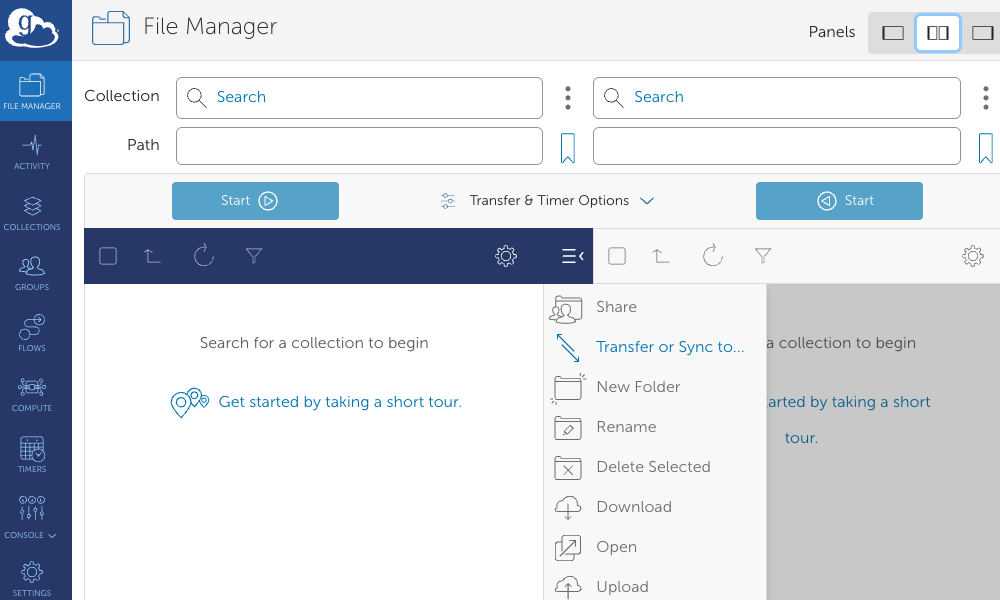 g
File Manager
Panels
FILE MANAGER
ACTIVITY
COLLECTIONS
GROUPS
FLOWS
COMPUTE
TIMERS
CONSOLE
SETTINGS
Collection
Search
Search
Path
Start
Transfer & Timer Options
Start
Search for a collection to begin
Get started by taking a short tour.
Share
Transfer or Sync to...
New Folder
Rename
Delete Selected
Download
Open
Upload
a collection to begin
arted by taking a short
tour.